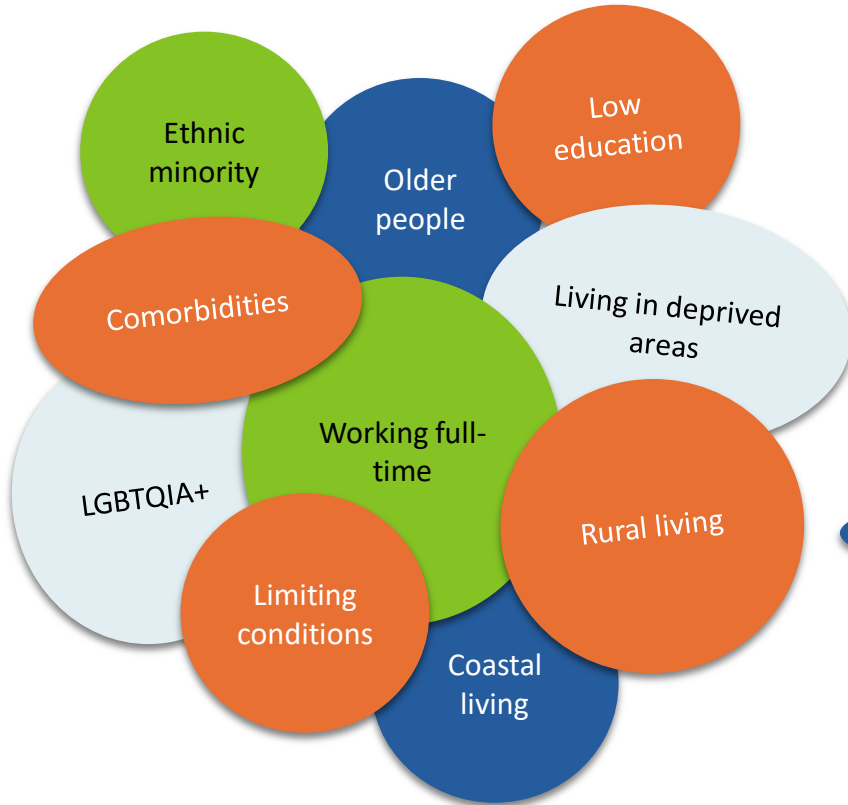 Ethnic
minority
Older
people
Low
education
Comorbidities
Living in deprived
areas
Working full-
time
LGBTQIA+
Rural living
Limiting
conditions
Coastal
living